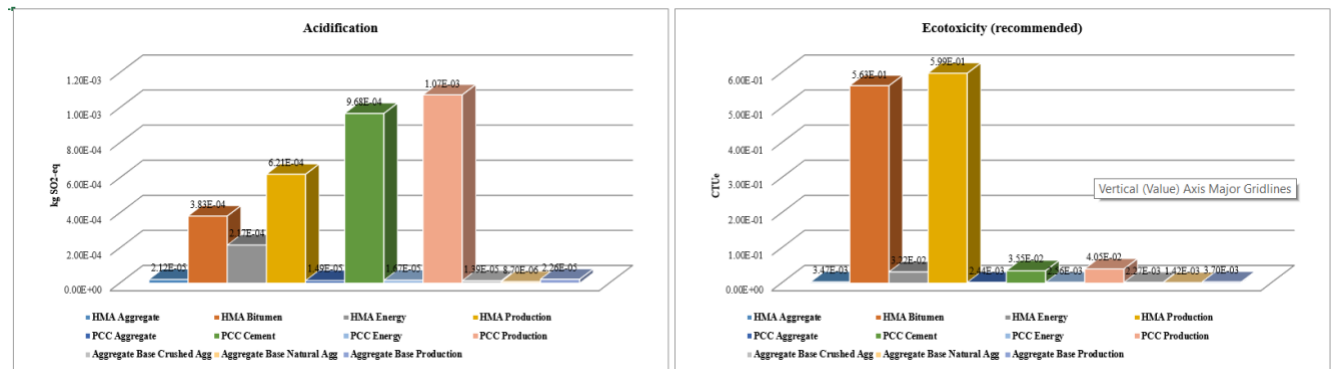 Acidification
1.20E-03
1.00E-03
8.00E-04
6.00E-04
4.00E-04
2.00E-04
0.00E+00
kg SO2-eq
2.12E-05
3.83E-04
2.17E-04
6.21E-04
1.49E-05
9.68E-04
1.67E-05
1.07E-03
1.39E-05
8.70E-06
2.26E-05
HMA Aggregate HMA Bitumen HMA Energy HMA Production
PCC Aggregate PCC Cement PCC Energy PCC Production
Aggregate Base Crushed Agg Aggregate Base Natural Agg Aggregate Base Production
Ecotoxicity (recommended)
6.00E-01
5.00E-01
4.00E-01
3.00E-01
2.00E-01
1.00E-01
0.00E+00
CTUe
3.47E-03
5.63E-01
3.22E-02
5.99E-01
2.44E-03
3.55E-02
4.05E-02
2.27E-03
1.42E-03
3.70E-03
Vertical (Value) Axis Major Gridlines
HMA Aggregate HMA Bitumen HMA Energy HMA Production
PCC Aggregate PCC Cement PCC Energy PCC Production
Aggregate Base Crushed Agg Aggregate Base Natural Agg Aggregate Base Production